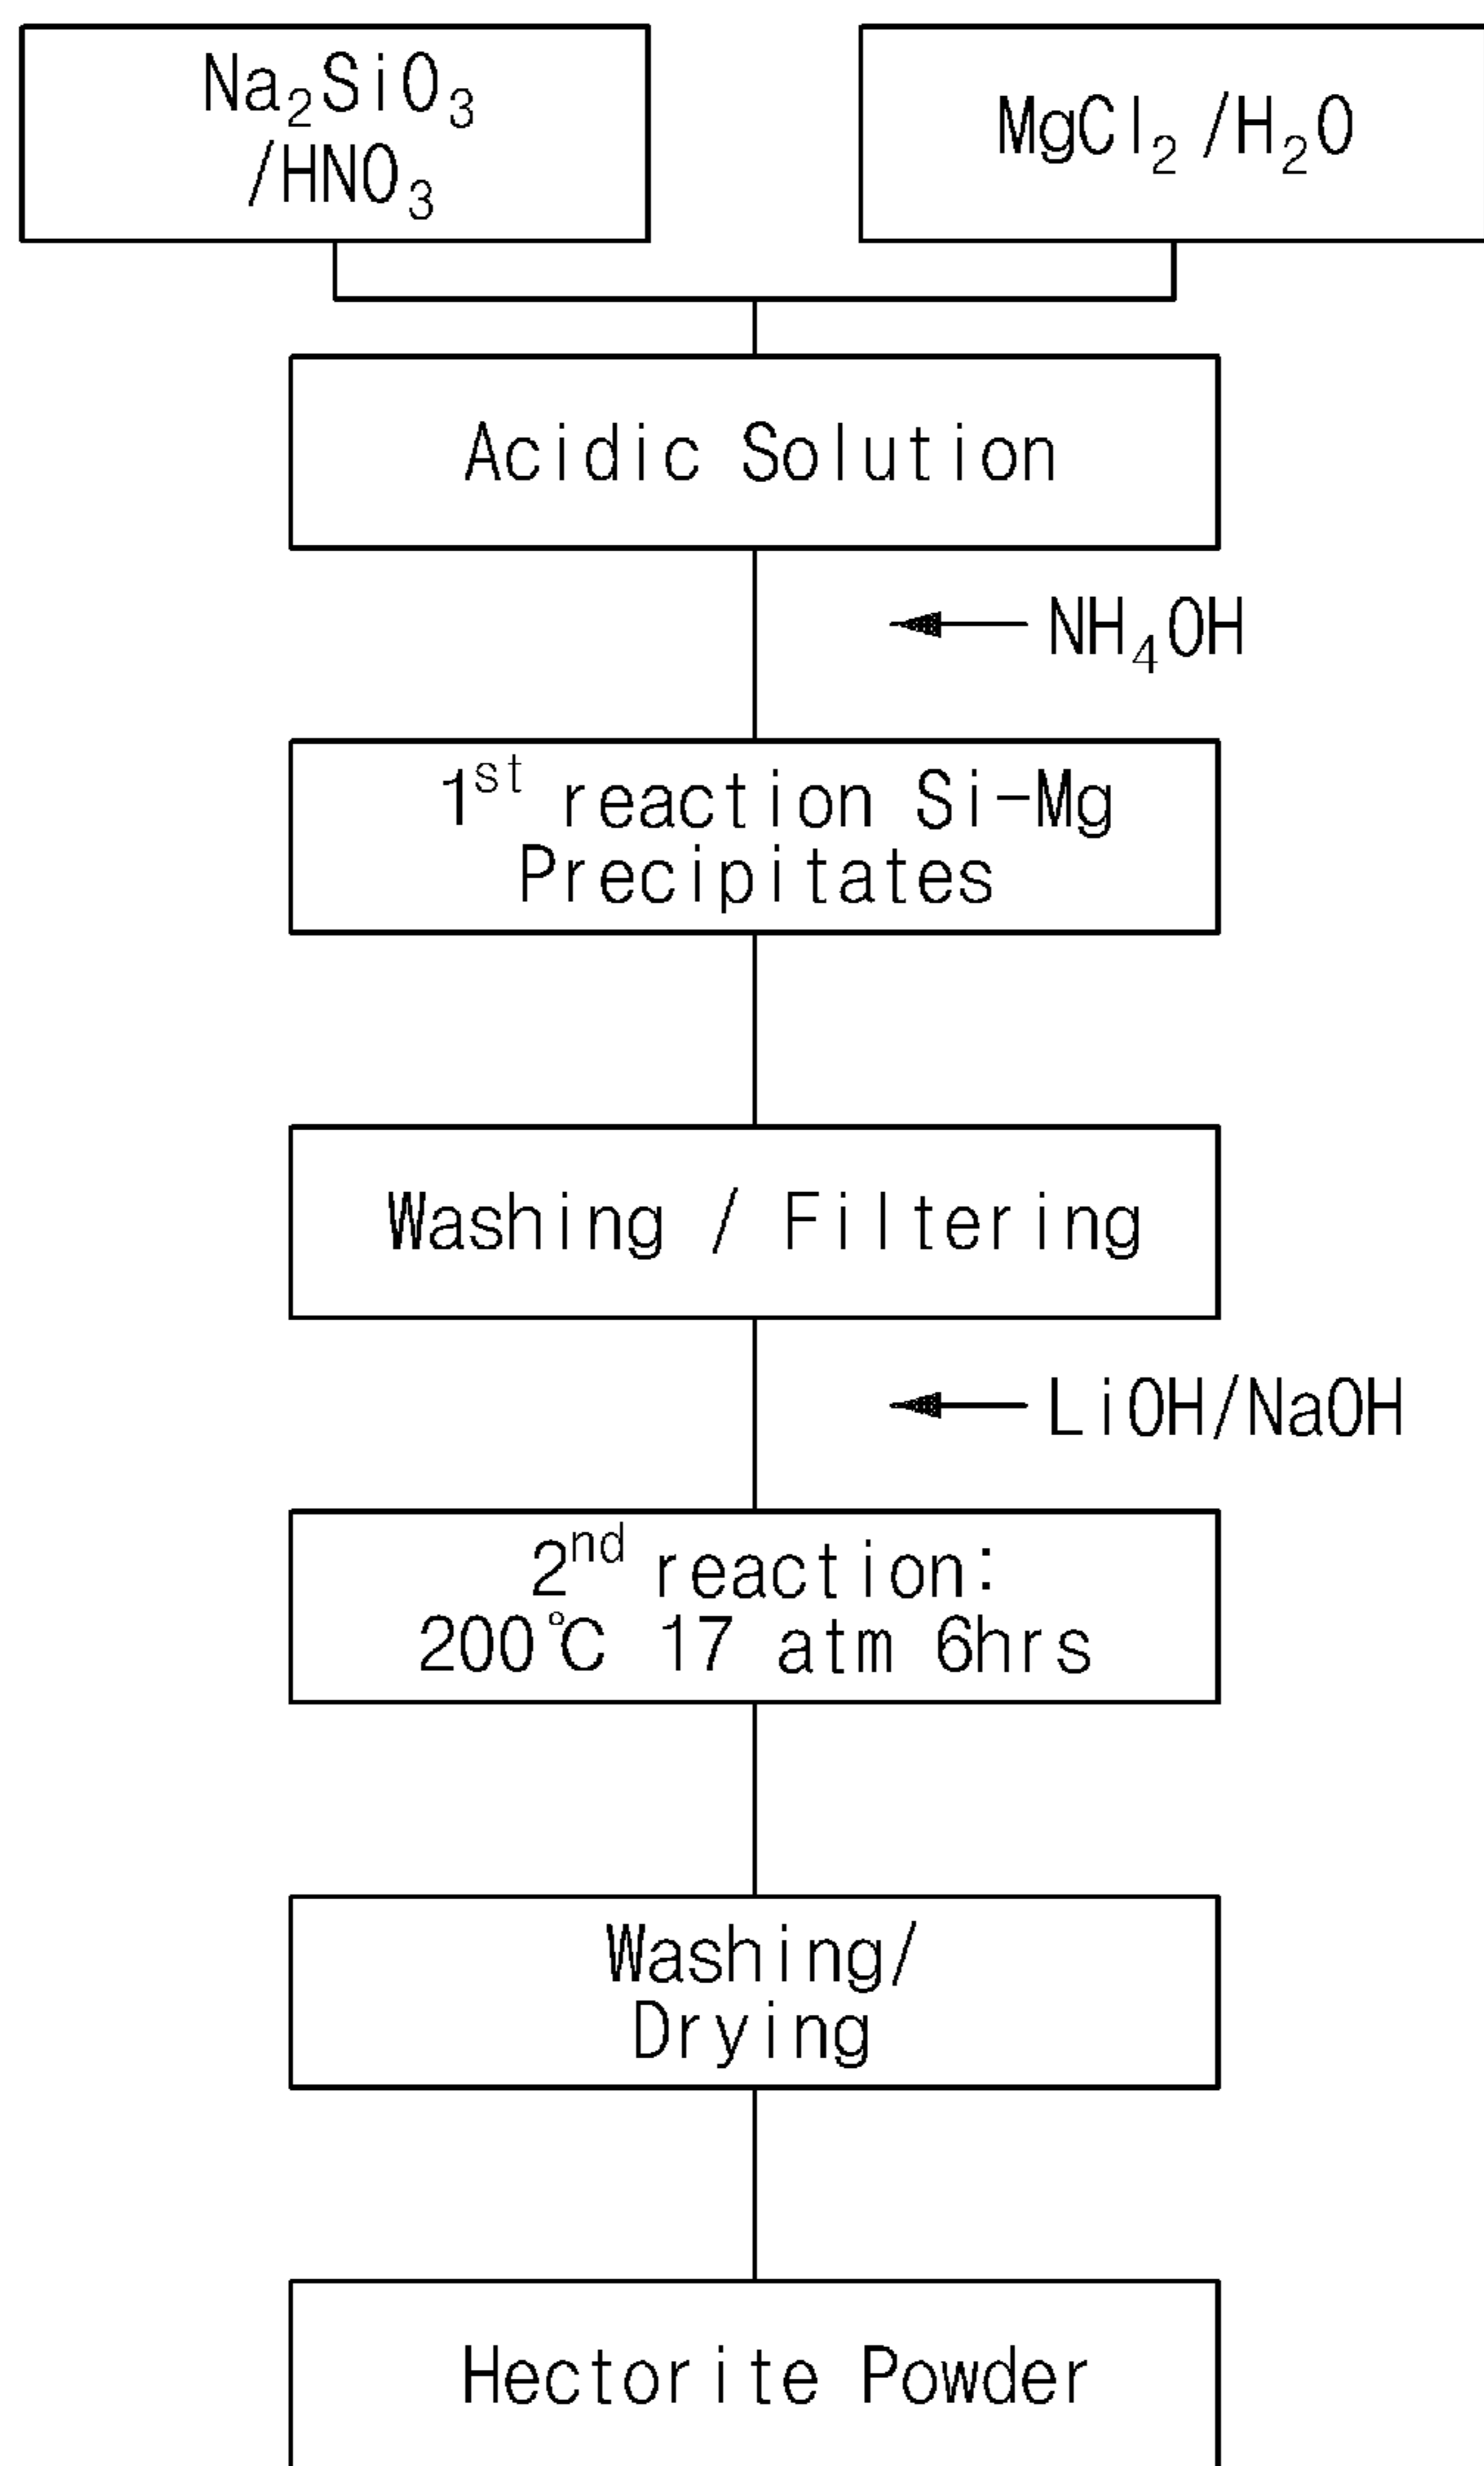 Na₂SiO₃
/HNO₃
MgCl₂/H₂O
Acidic Solution
NH₄OH
1ˢᵗ reaction Si-Mg
Precipitates
Washing / Filtering
LiOH/NaOH
2ⁿᵈ reaction:
200℃ 17 atm 6hrs
Washing/
Drying
Hectorite Powder